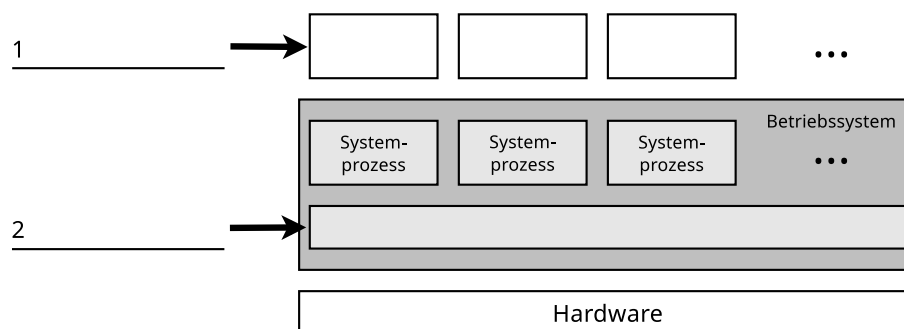 1
...
Betriebssystem
System-
prozess
System-
prozess
System-
prozess
...
2
Hardware